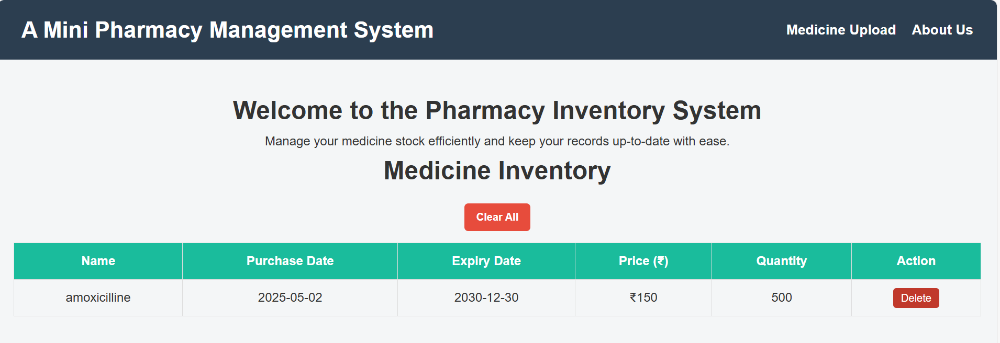 A Mini Pharmacy Management System
Medicine Upload About Us
Welcome to the Pharmacy Inventory System
Manage your medicine stock efficiently and keep your records up-to-date with ease.
Medicine Inventory
Clear All
Name Purchase Date Expiry Date Price (₹) Quantity Action
amoxicilline 2025-05-02 2030-12-30 ₹150 500 Delete